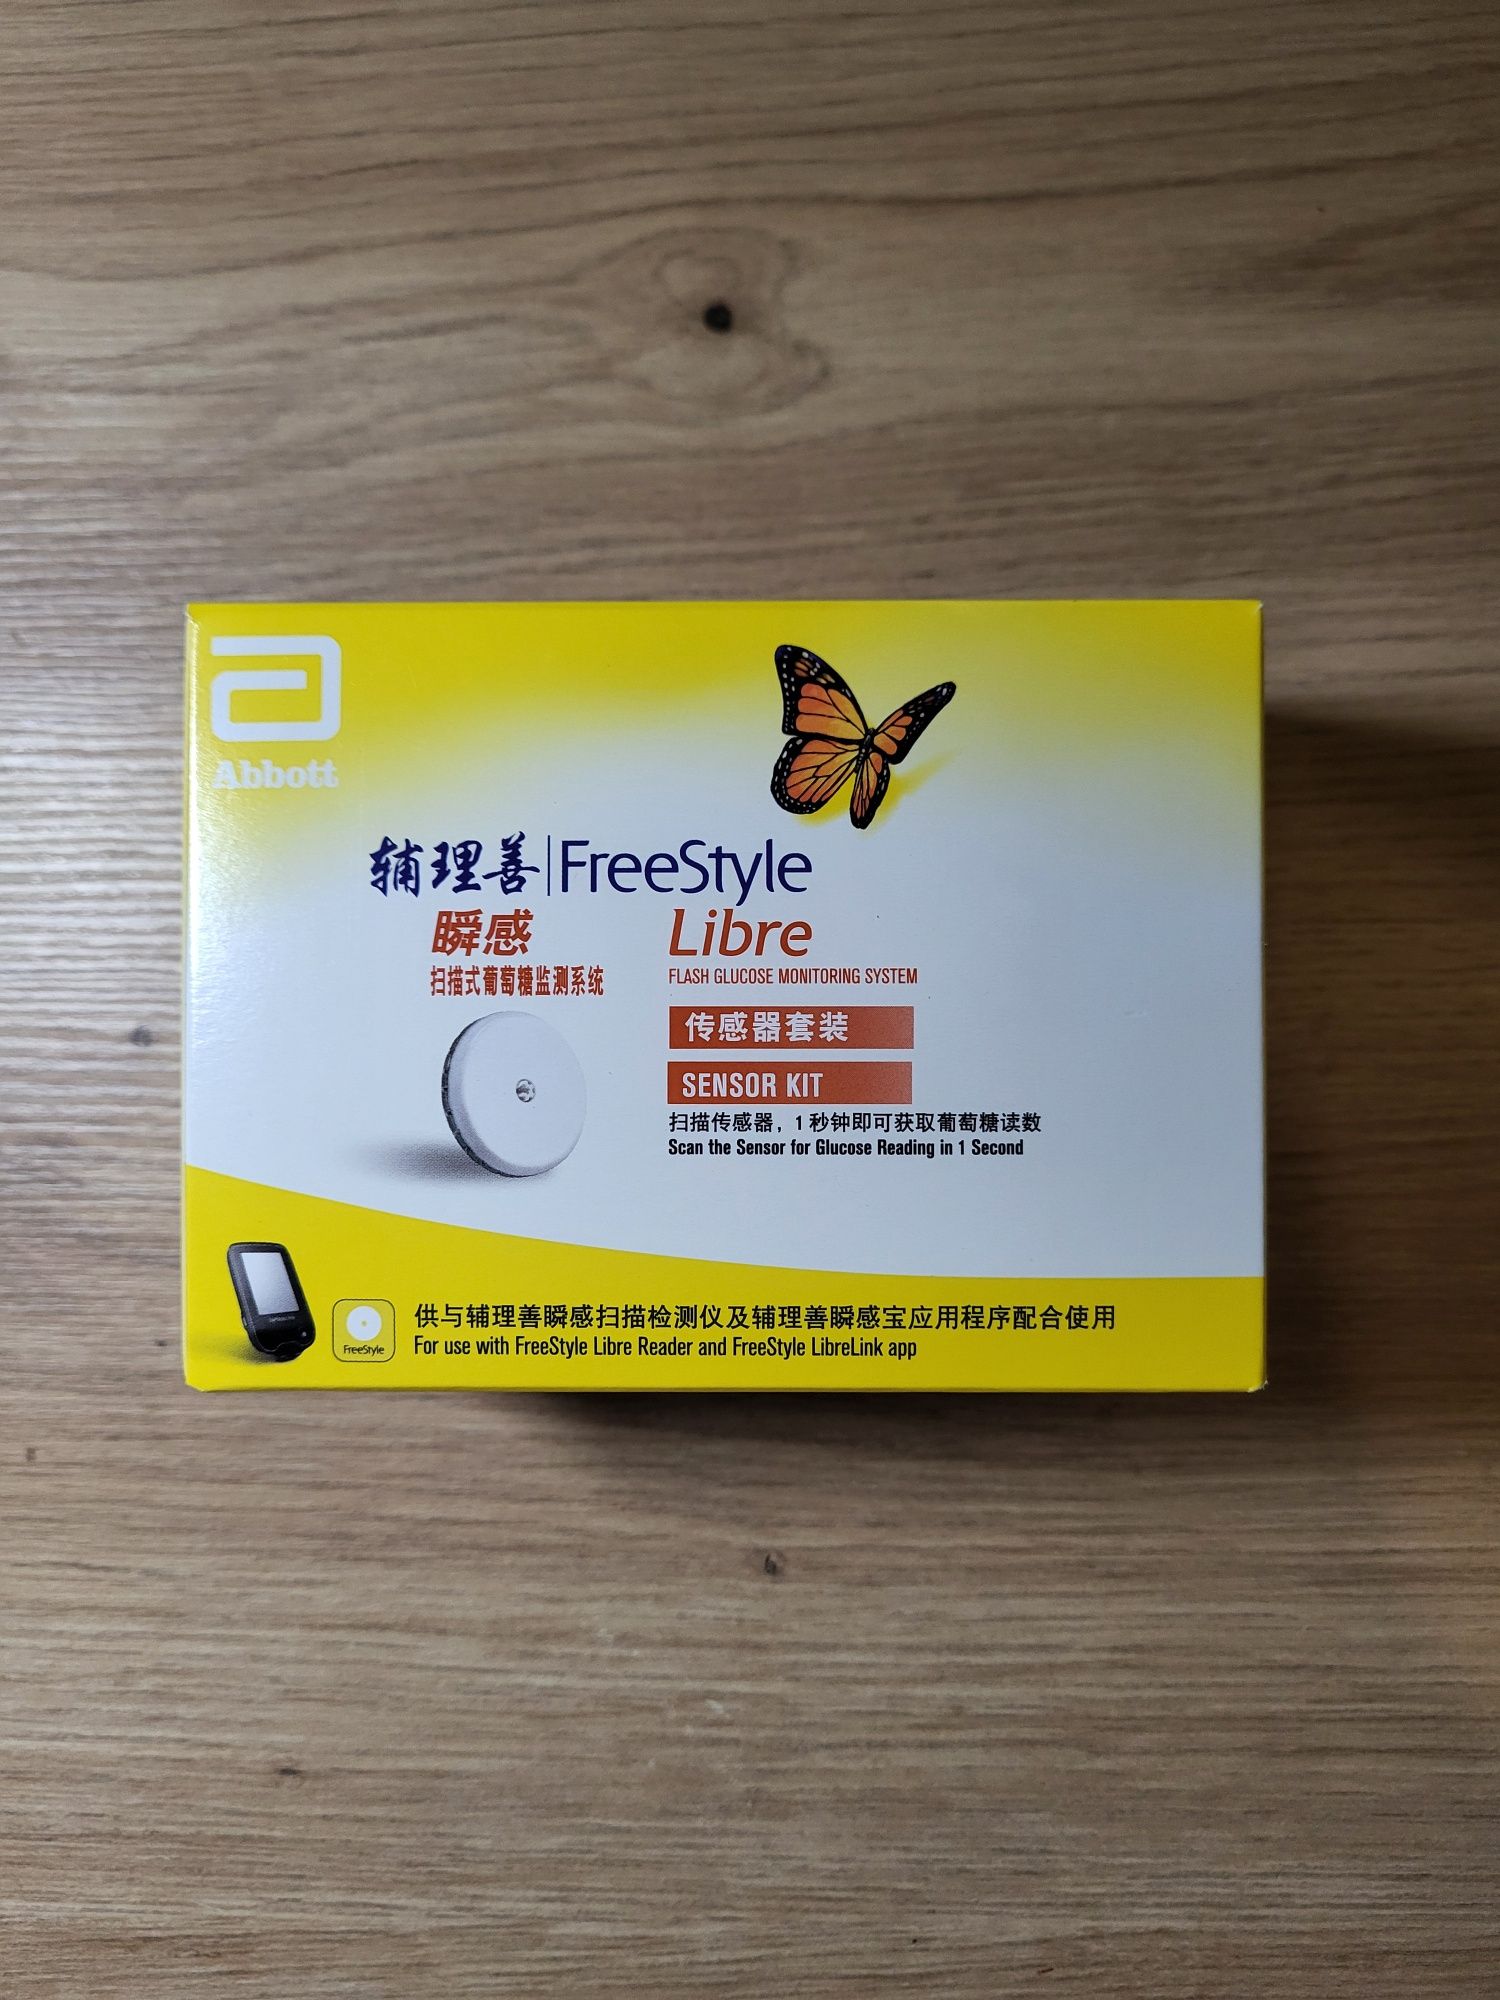 Abbott
辅理善|FreeStyle
瞬感 Libre
扫描式葡萄糖监测系统 FLASH GLUCOSE MONITORING SYSTEM
传感器套装
SENSOR KIT
扫描传感器，1 秒钟即可获取葡萄糖读数
Scan the Sensor for Glucose Reading in 1 Second
供与辅理善瞬感扫描检测仪及辅理善瞬感宝应用程序配合使用
FreeStyle
For use with FreeStyle Libre Reader and FreeStyle LibreLink app